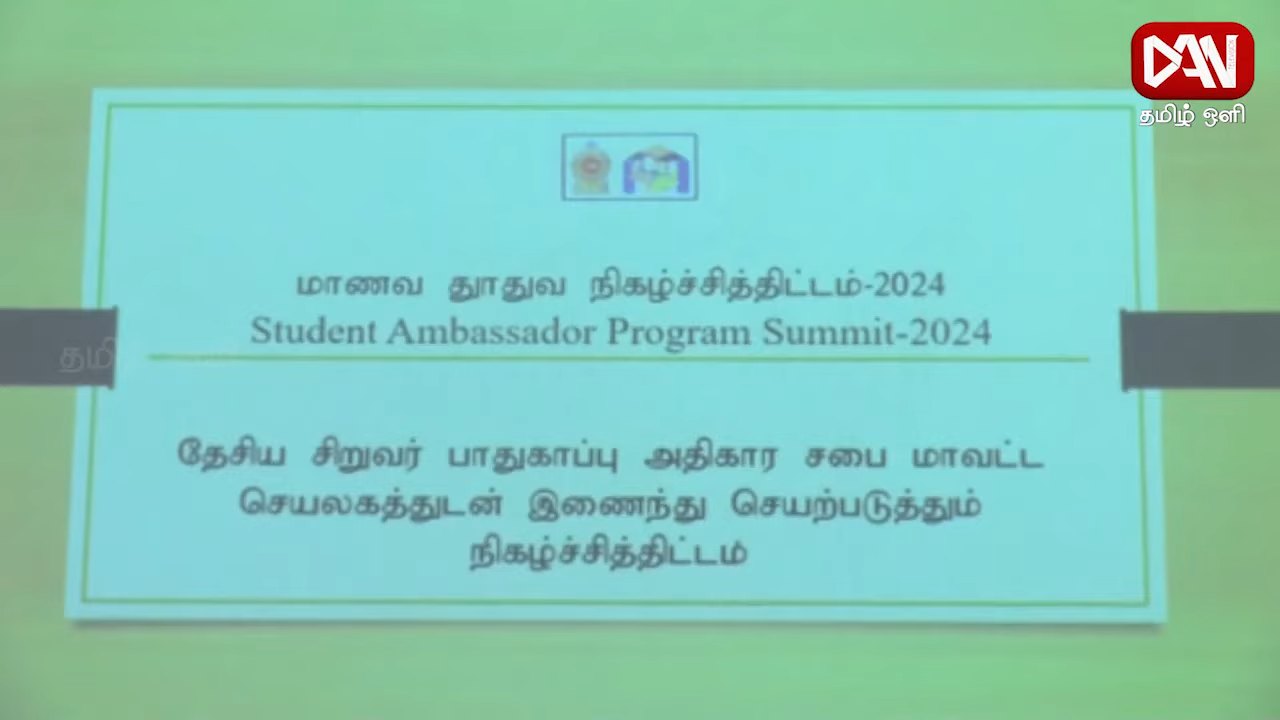 DAN
தமிழ் ஒளி
மாணவ தூதுவ நிகழ்ச்சித்திட்டம்-2024
Student Ambassador Program Summit-2024
தமி
தேசிய சிறுவர் பாதுகாப்பு அதிகார சபை மாவட்ட
செயலகத்துடன் இணைந்து செயற்படுத்தும்
நிகழ்ச்சித்திட்டம்